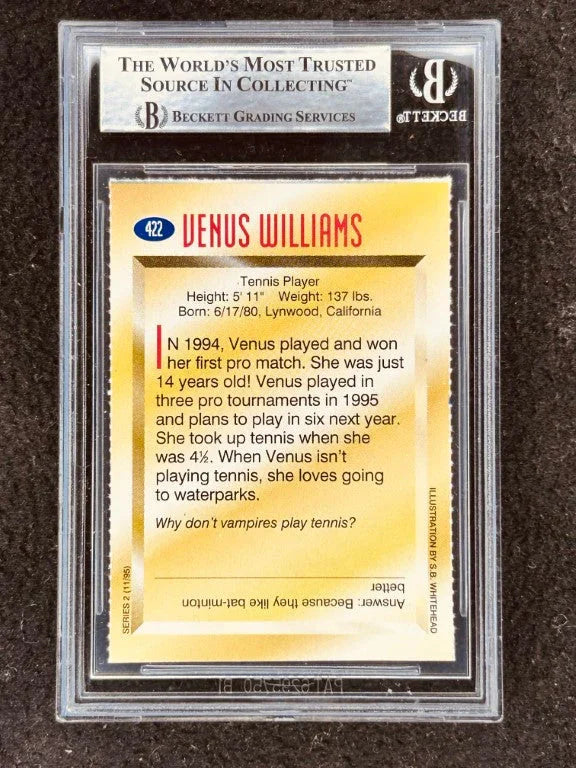 THE WORLD'S MOST TRUSTED
SOURCE IN COLLECTING™
B BECKETT GRADING SERVICES
B
BECKETT®
422 VENUS WILLIAMS
Tennis Player
Height: 5' 11" Weight: 137 lbs.
Born: 6/17/80, Lynwood, California
IN 1994, Venus played and won
her first pro match. She was just
14 years old! Venus played in
three pro tournaments in 1995
and plans to play in six next year.
She took up tennis when she
was 4½. When Venus isn't
playing tennis, she loves going
to waterparks.
Why don't vampires play tennis?
Answer: Because they like bat-minton
better
SERIES 2 (11/95)
ILLUSTRATION BY S.B. WHITEHEAD